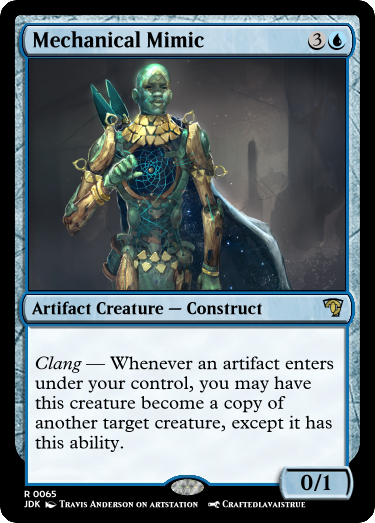 Mechanical Mimic 3
Artifact Creature — Construct
Clang — Whenever an artifact enters
under your control, you may have
this creature become a copy of
another target creature, except it has
this ability.
0/1
R 0065
JDK Travis Anderson on artstation Craftedlavaistrue